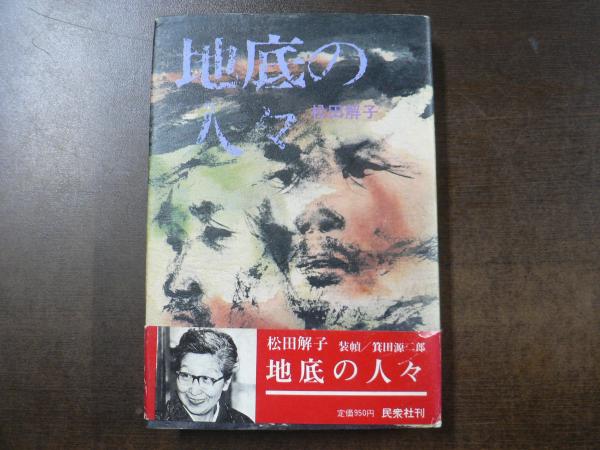 地底の
人々
松田解子
松田解子 装幀／箕田源二郎
地底の人々
定価950円 民衆社刊